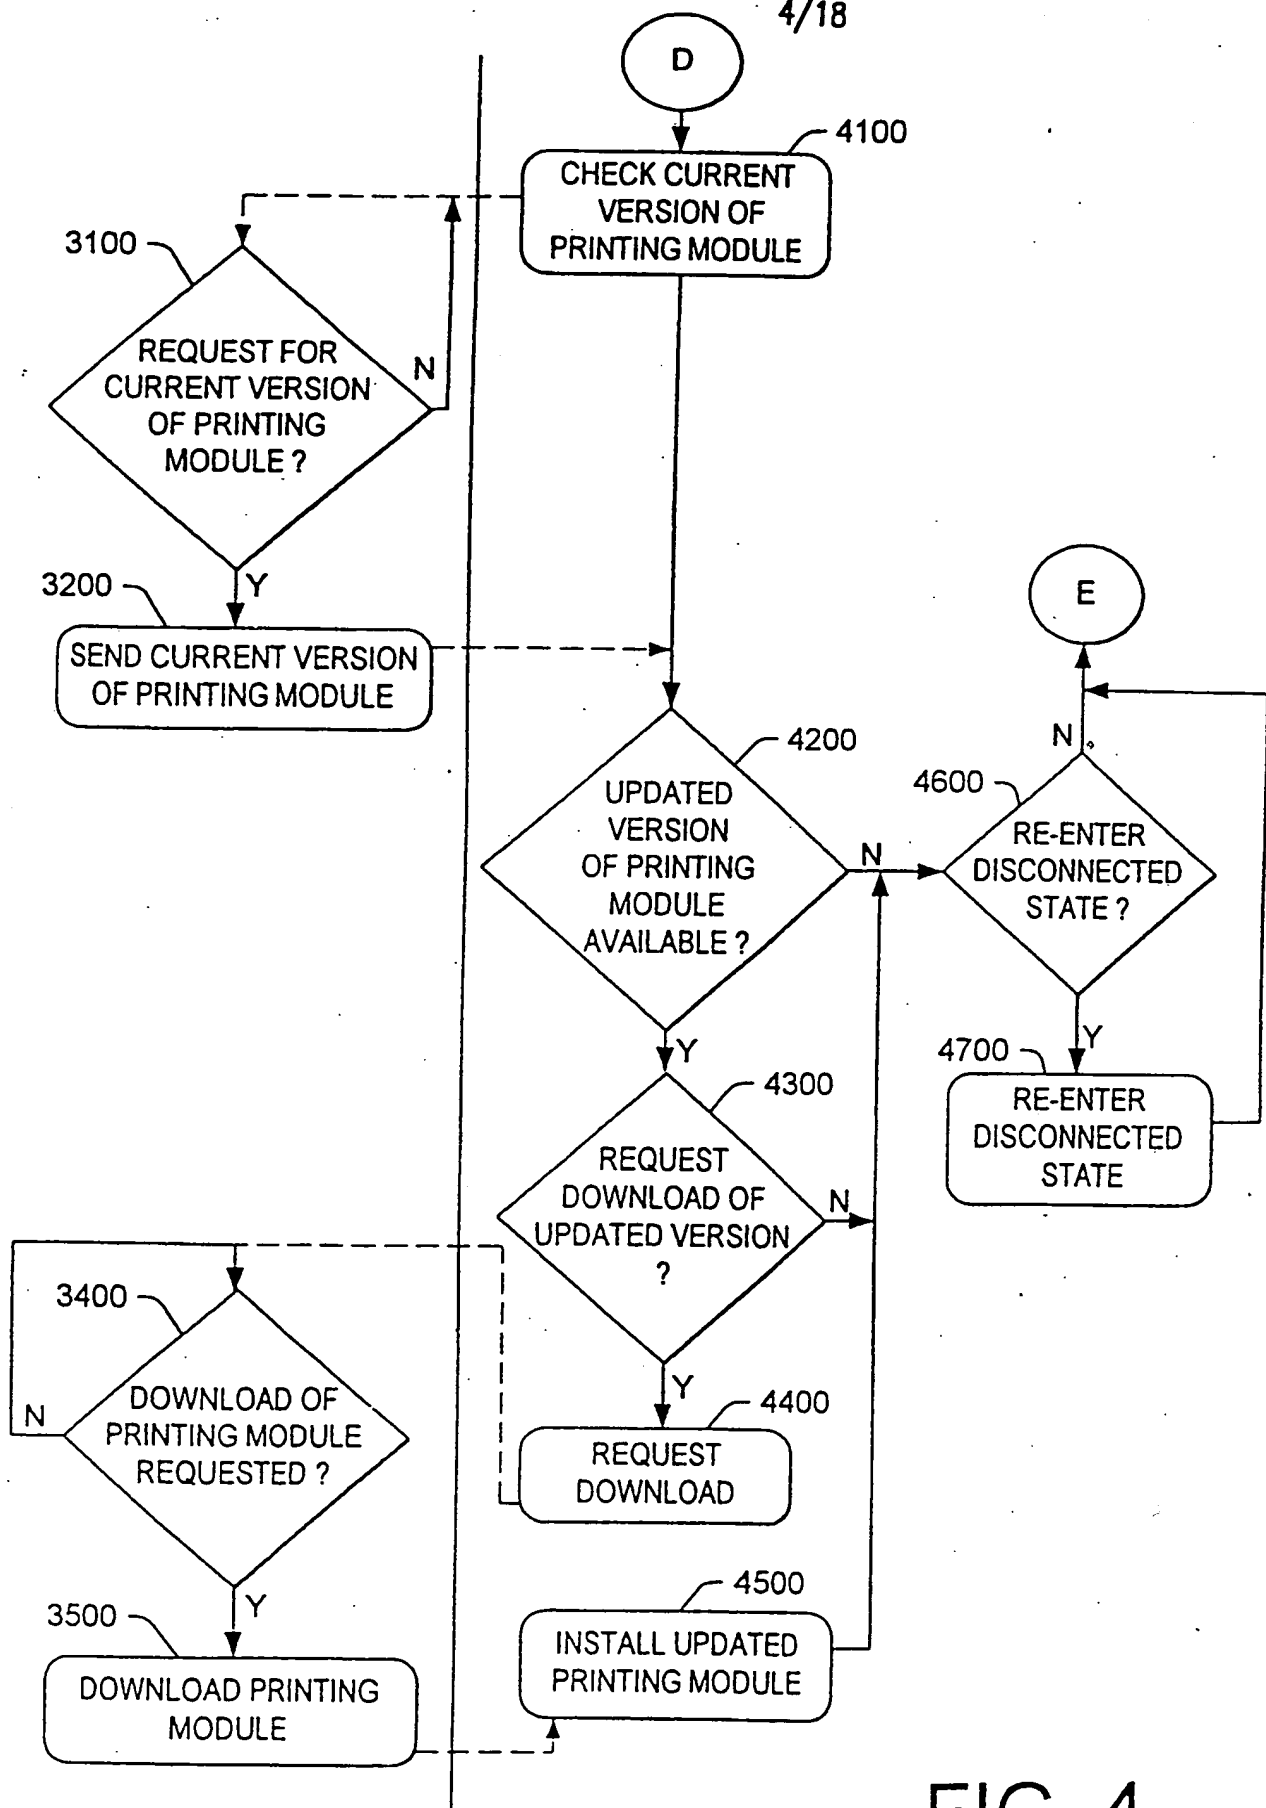 4/18
D
4100
CHECK CURRENT
VERSION OF
PRINTING MODULE
3100
REQUEST FOR
CURRENT VERSION
OF PRINTING
MODULE ?
N
Y
3200
SEND CURRENT VERSION
OF PRINTING MODULE
E
4200
UPDATED
VERSION
OF PRINTING
MODULE
AVAILABLE ?
N
Y
N
4600
RE-ENTER
DISCONNECTED
STATE ?
Y
4700
RE-ENTER
DISCONNECTED
STATE
4300
REQUEST
DOWNLOAD OF
UPDATED VERSION
?
N
Y
3400
DOWNLOAD OF
PRINTING MODULE
REQUESTED ?
N
Y
4400
REQUEST
DOWNLOAD
4500
INSTALL UPDATED
PRINTING MODULE
3500
DOWNLOAD PRINTING
MODULE
FIG. 4